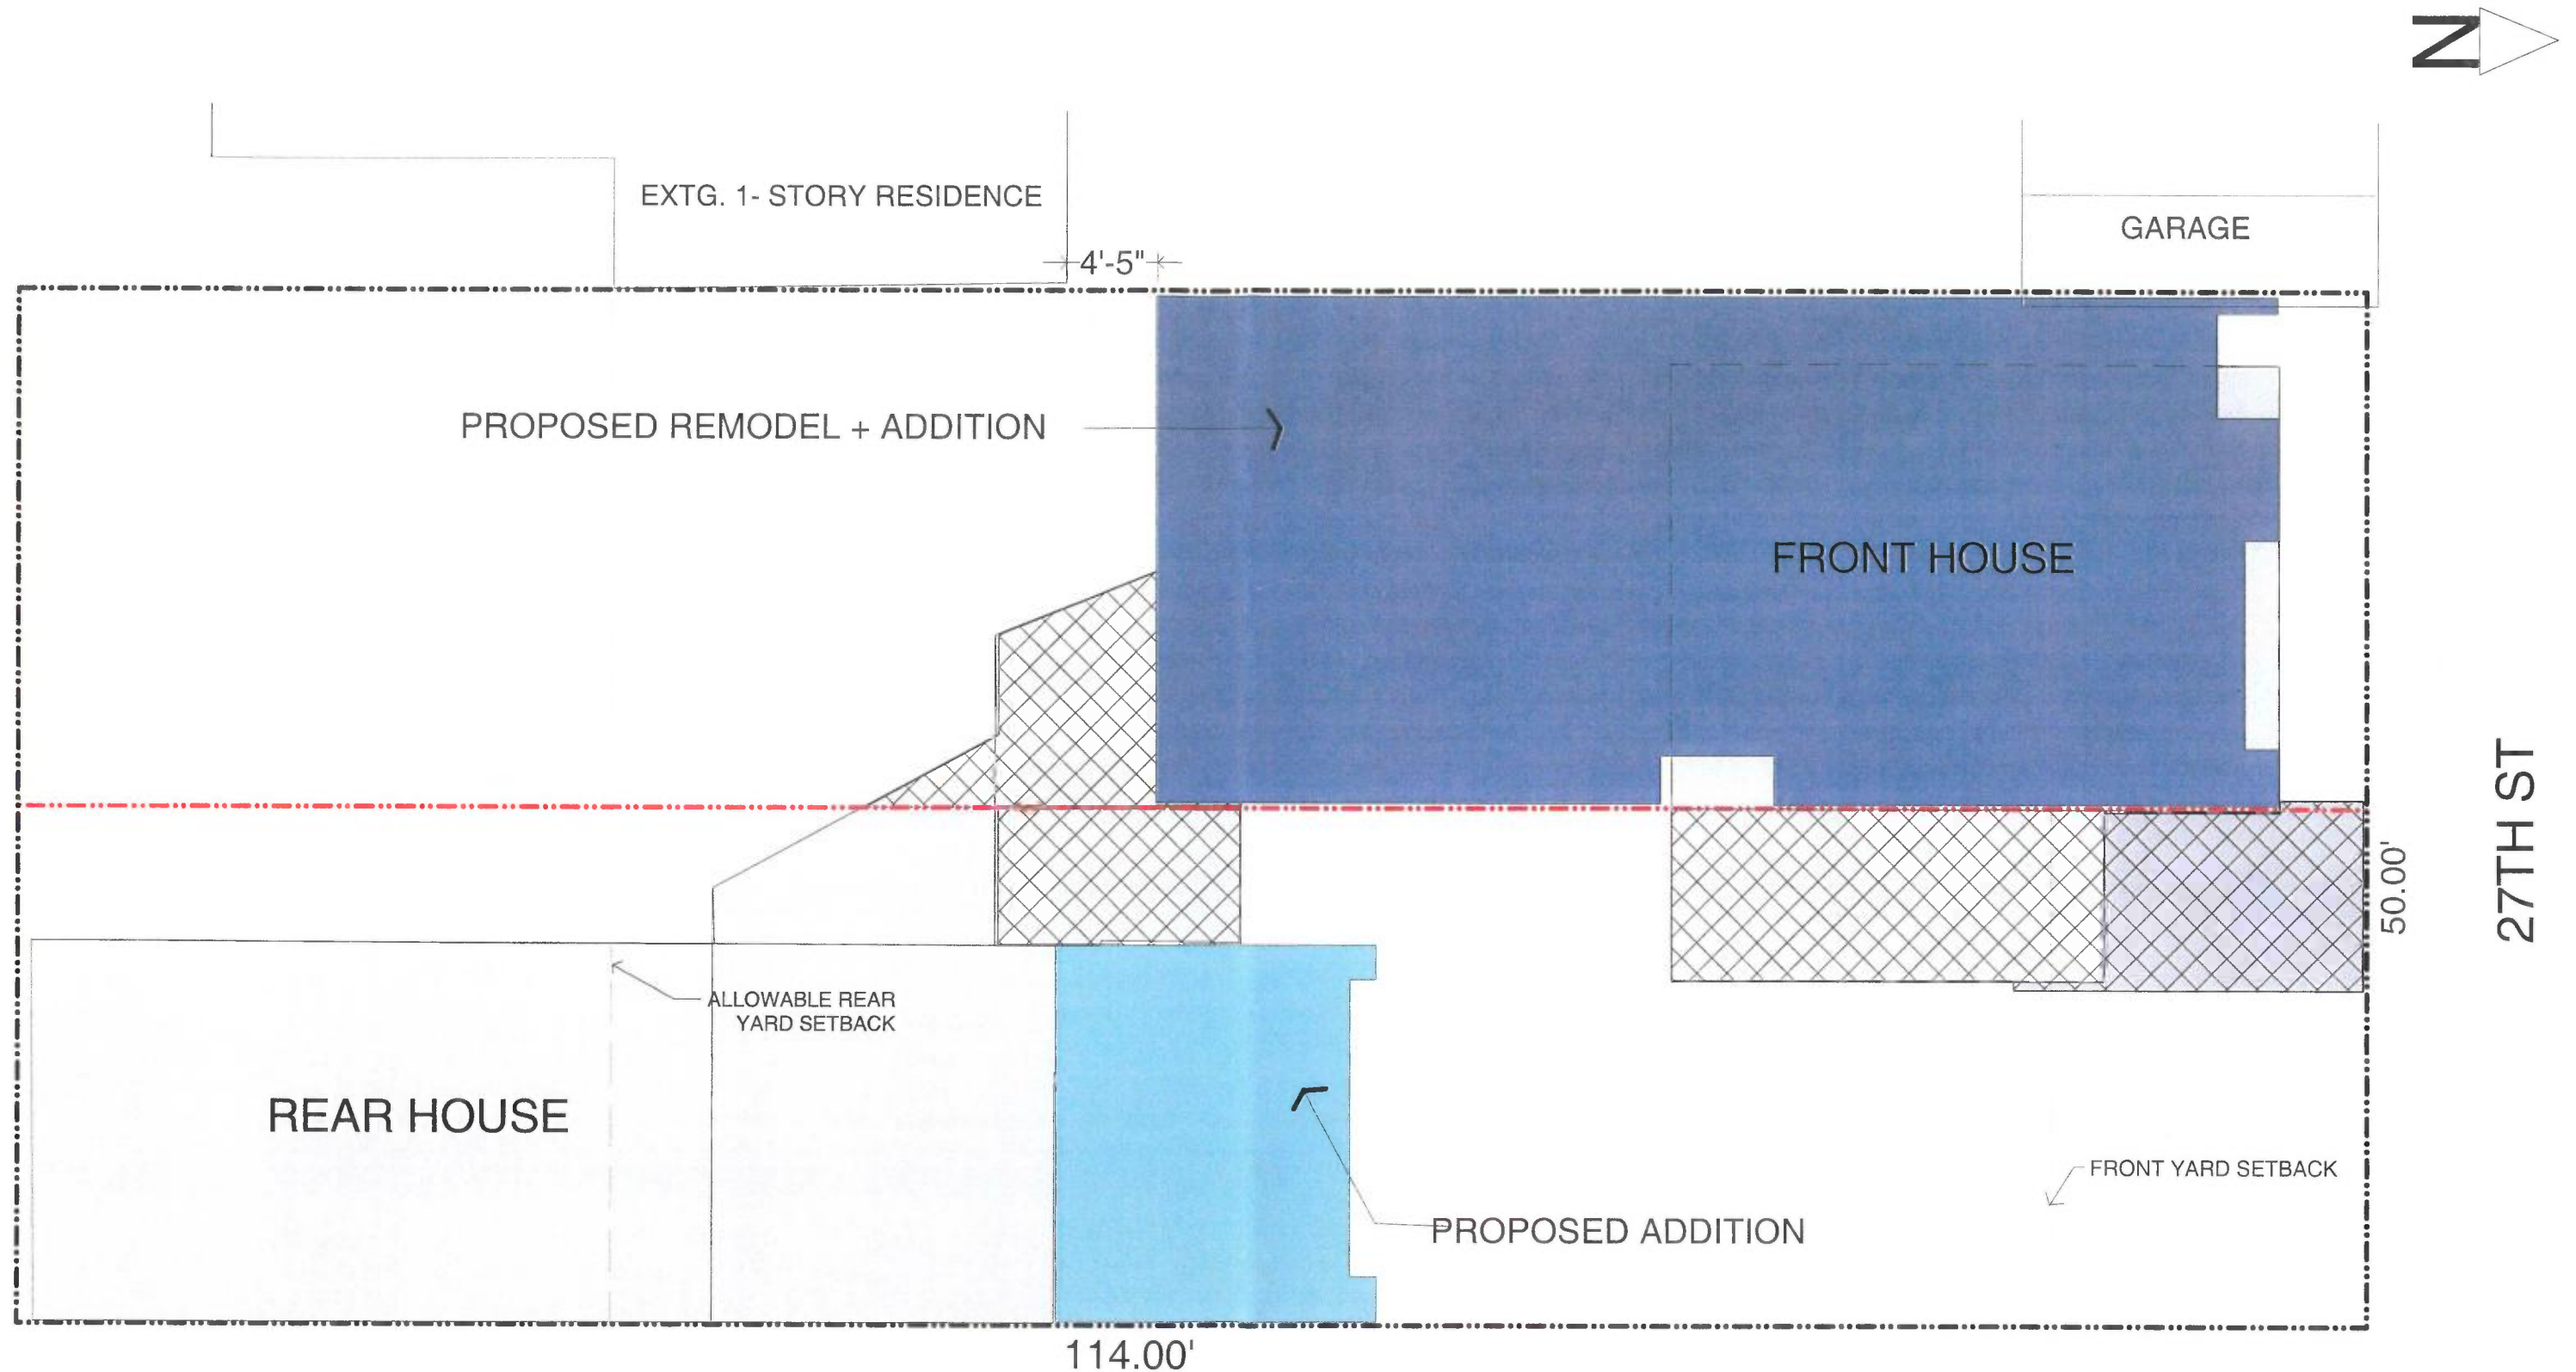 N
EXTG. 1- STORY RESIDENCE
GARAGE
4'-5"
PROPOSED REMODEL + ADDITION
FRONT HOUSE
27TH ST
50.00'
ALLOWABLE REAR
YARD SETBACK
REAR HOUSE
FRONT YARD SETBACK
PROPOSED ADDITION
114.00'